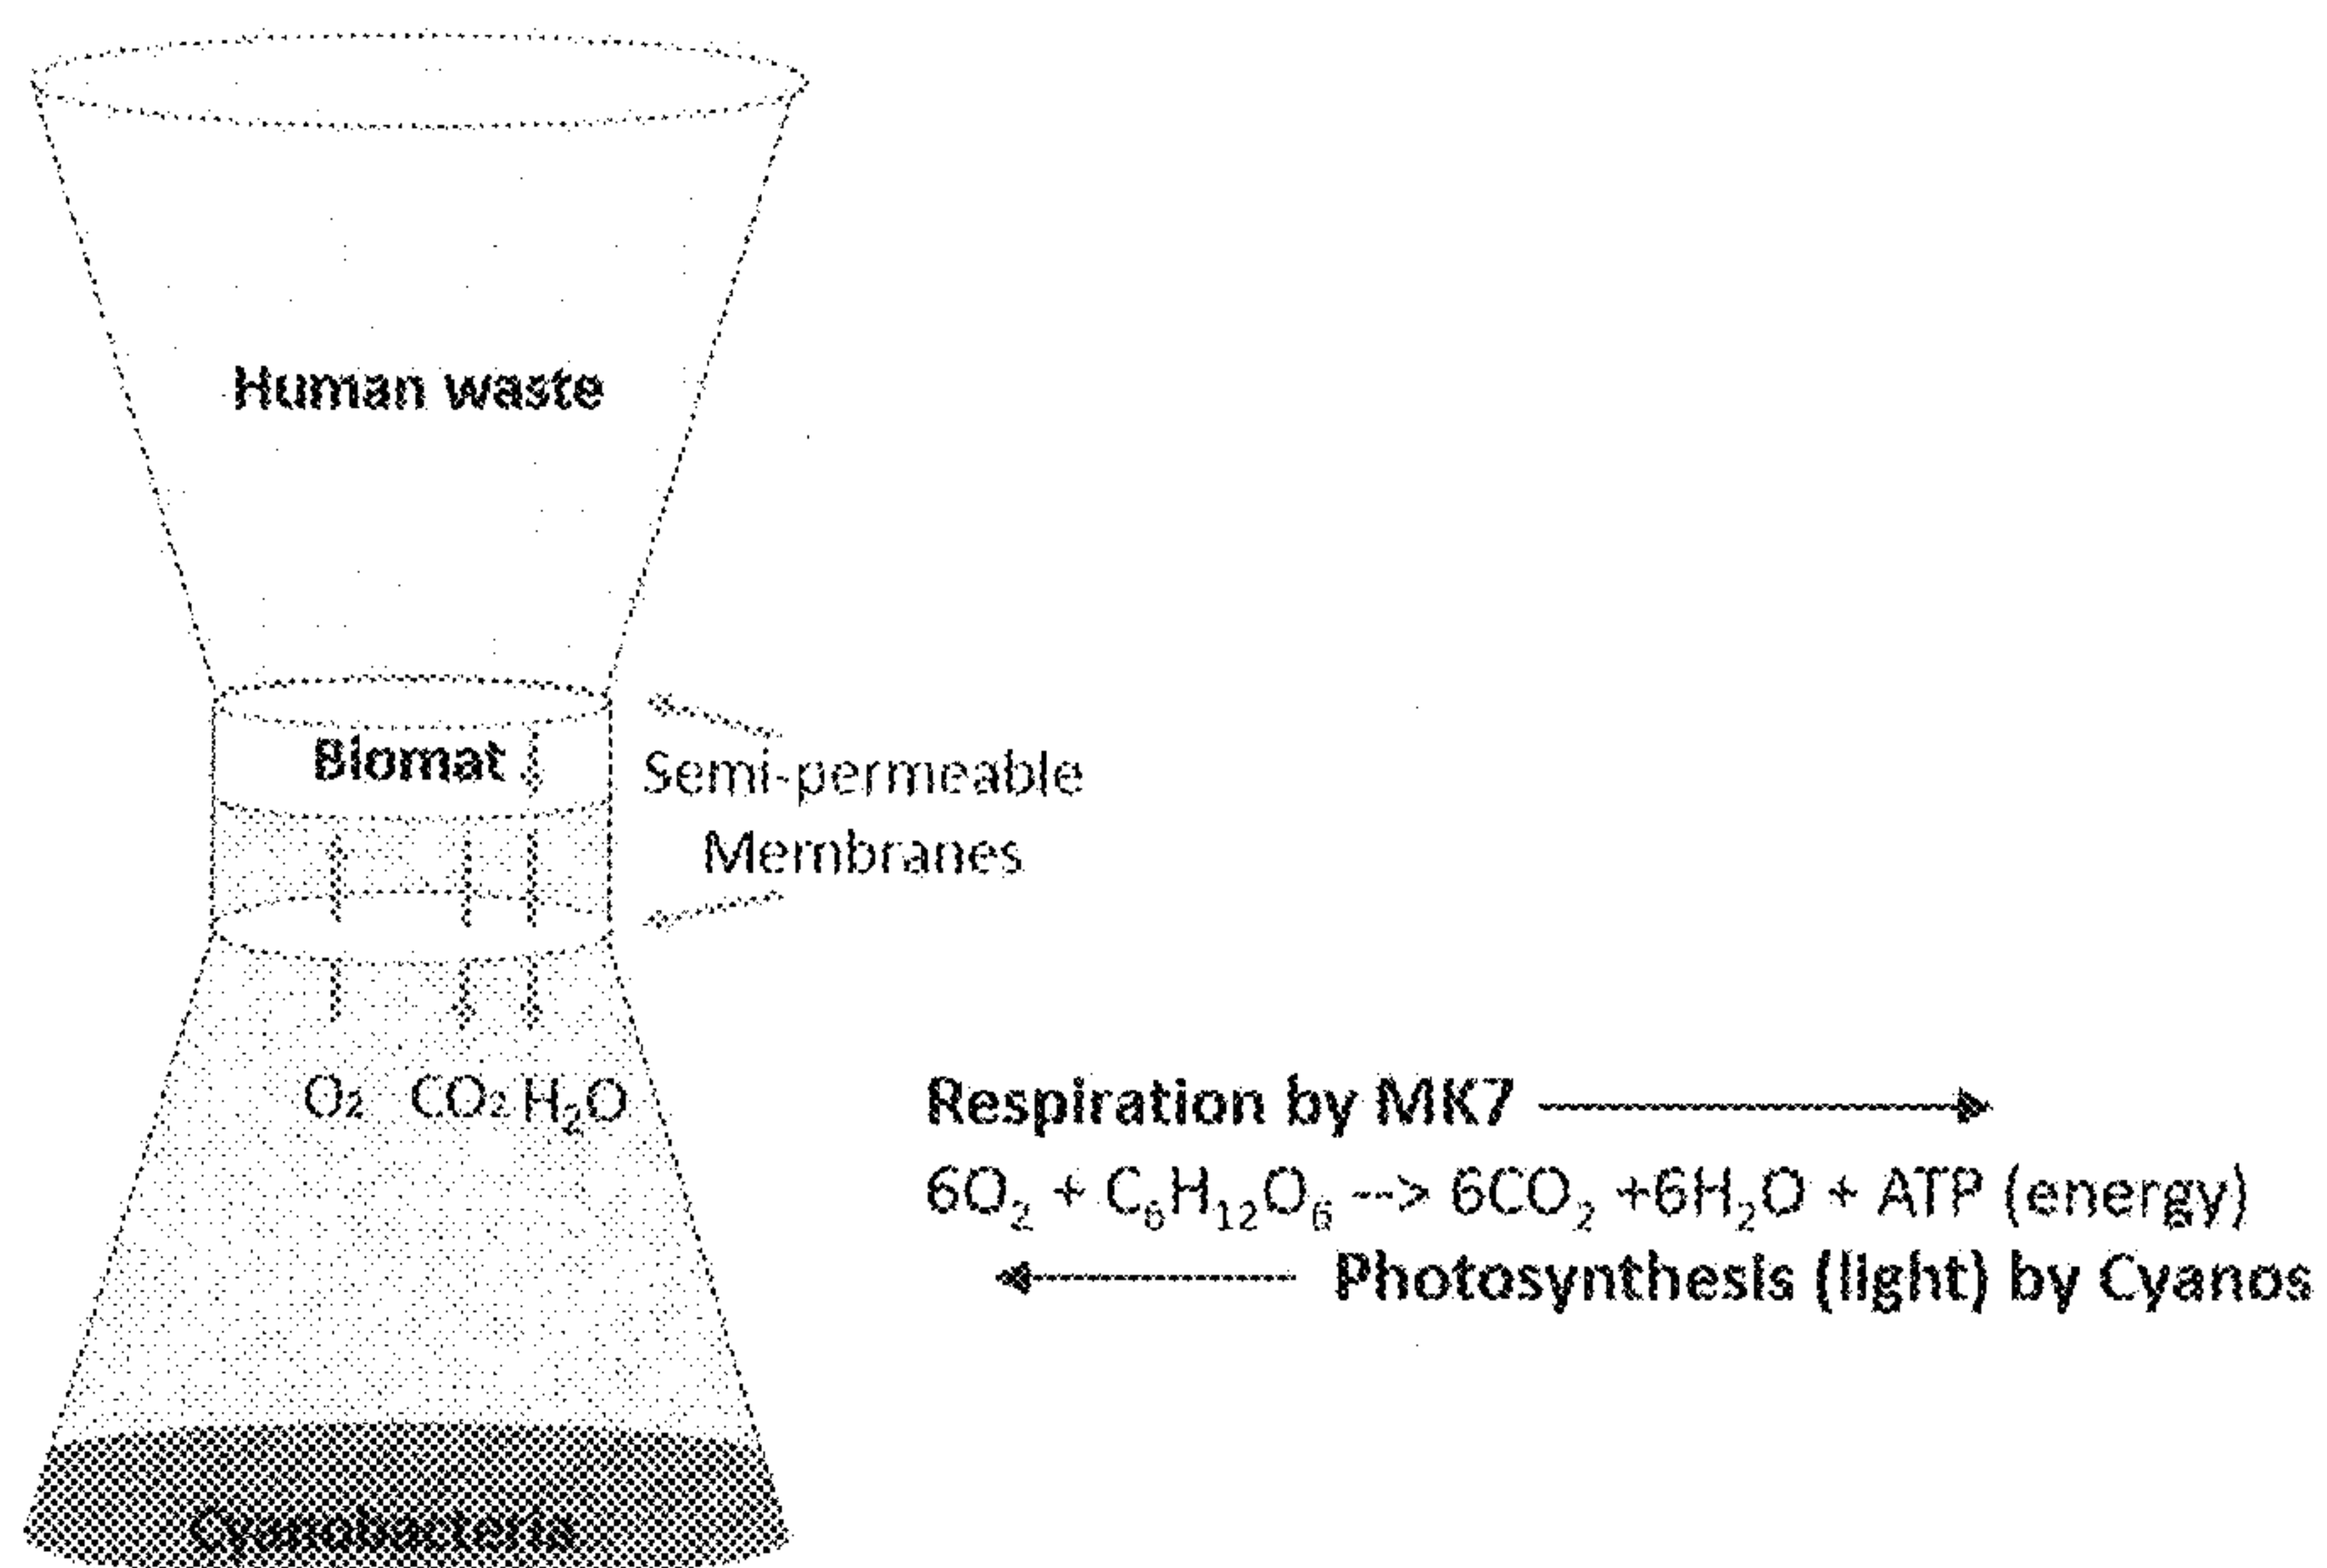 Human waste
Biomat
Semi-permeable
Membranes
O₂ CO₂ H₂O
Respiration by MK7
6O₂ + C₆H₁₂O₆ --> 6CO₂ +6H₂O + ATP (energy)
Photosynthesis (light) by Cyanos
Cyanobacteria